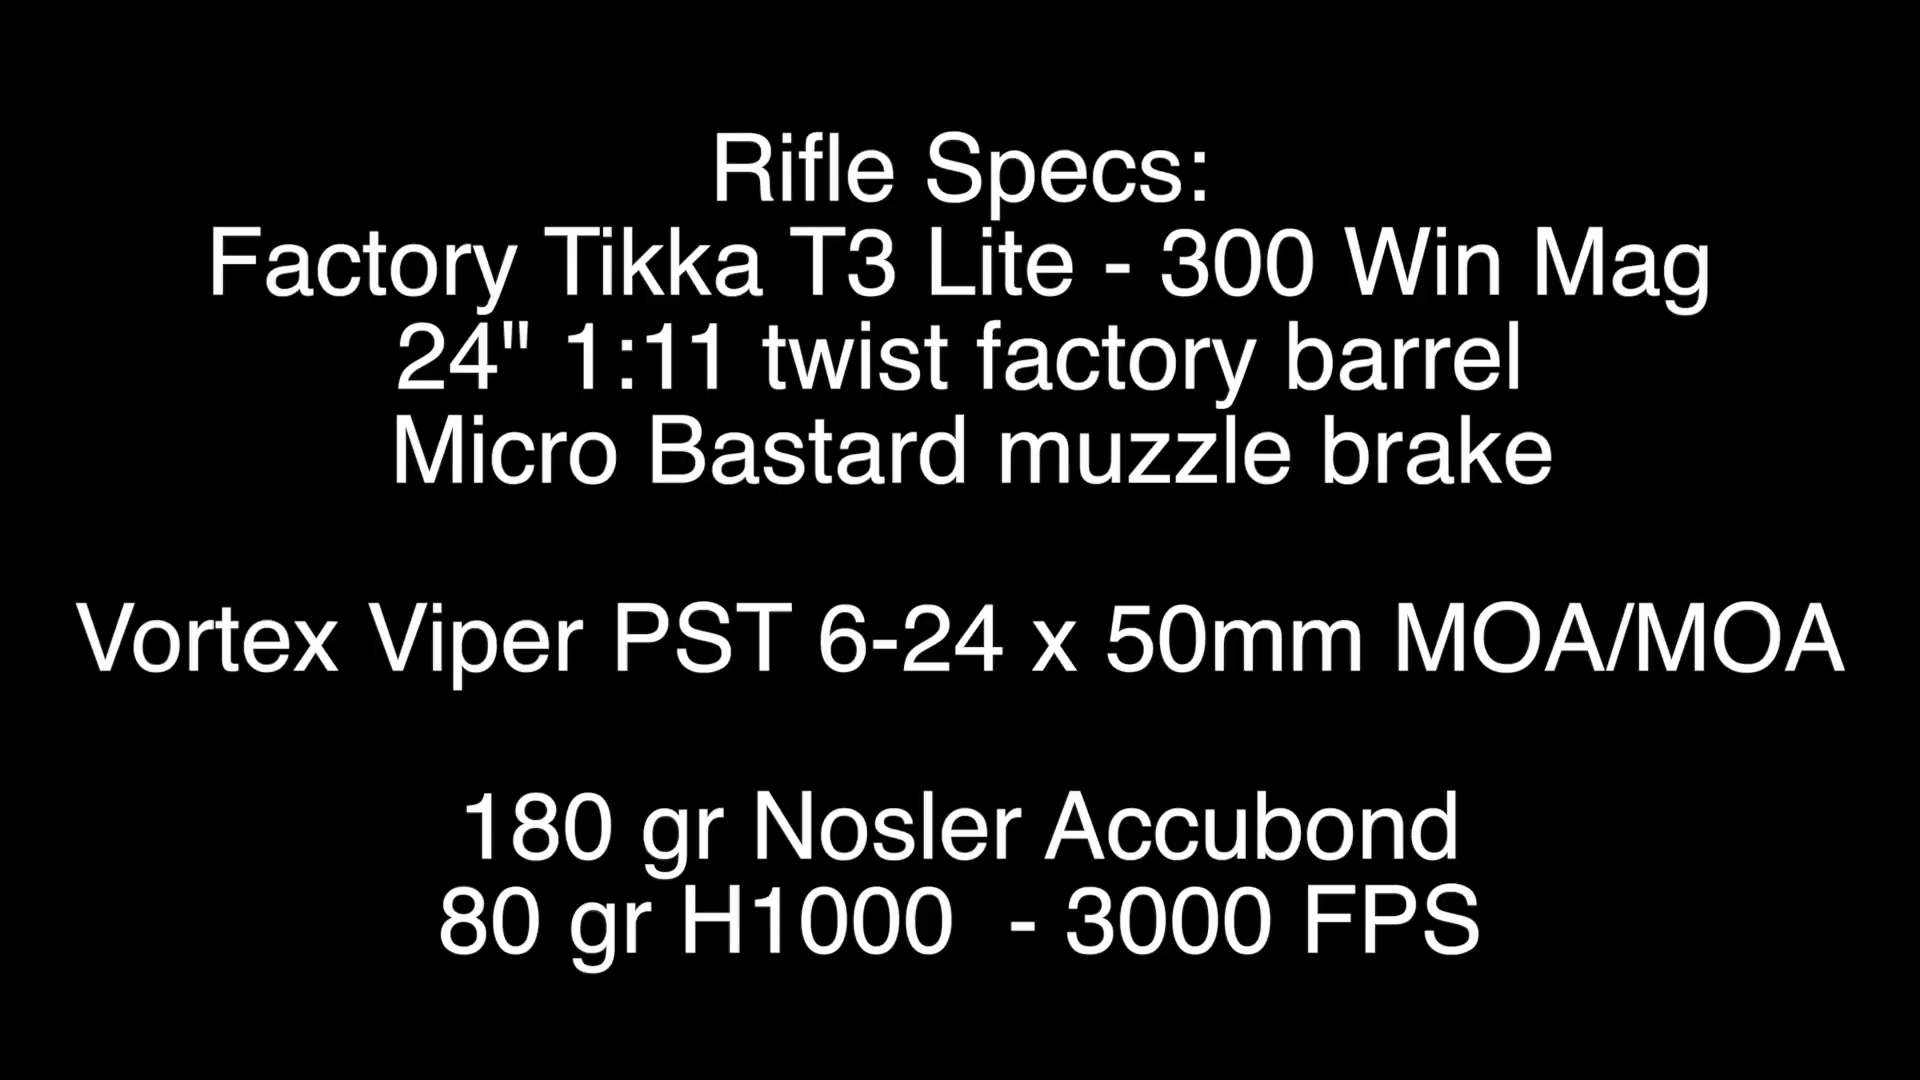 Rifle Specs:
Factory Tikka T3 Lite - 300 Win Mag
24" 1:11 twist factory barrel
Micro Bastard muzzle brake
Vortex Viper PST 6-24 x 50mm MOA/MOA
180 gr Nosler Accubond
80 gr H1000  - 3000 FPS